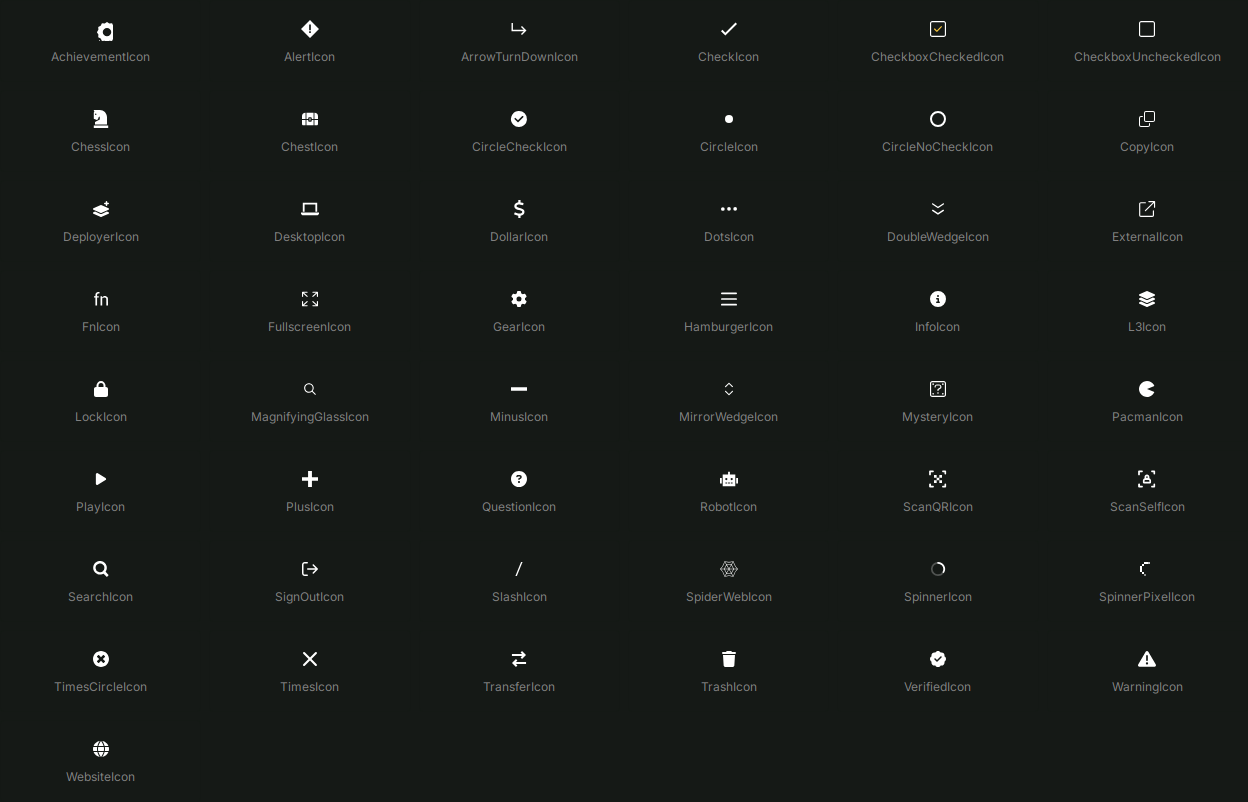 AchievementIcon AlertIcon ArrowTurnDownIcon CheckIcon CheckboxCheckedIcon CheckboxUncheckedIcon
ChessIcon ChestIcon CircleCheckIcon CircleIcon CircleNoCheckIcon CopyIcon
DeployerIcon DesktopIcon DollarIcon DotsIcon DoubleWedgeIcon ExternalIcon
fn
FnIcon FullscreenIcon GearIcon HamburgerIcon InfoIcon L3Icon
LockIcon MagnifyingGlassIcon MinusIcon MirrorWedgeIcon MysteryIcon PacmanIcon
PlayIcon PlusIcon QuestionIcon RobotIcon ScanQRIcon ScanSelfIcon
SearchIcon SignOutIcon SlashIcon SpiderWebIcon SpinnerIcon SpinnerPixelIcon
TimesCircleIcon TimesIcon TransferIcon TrashIcon VerifiedIcon WarningIcon
WebsiteIcon